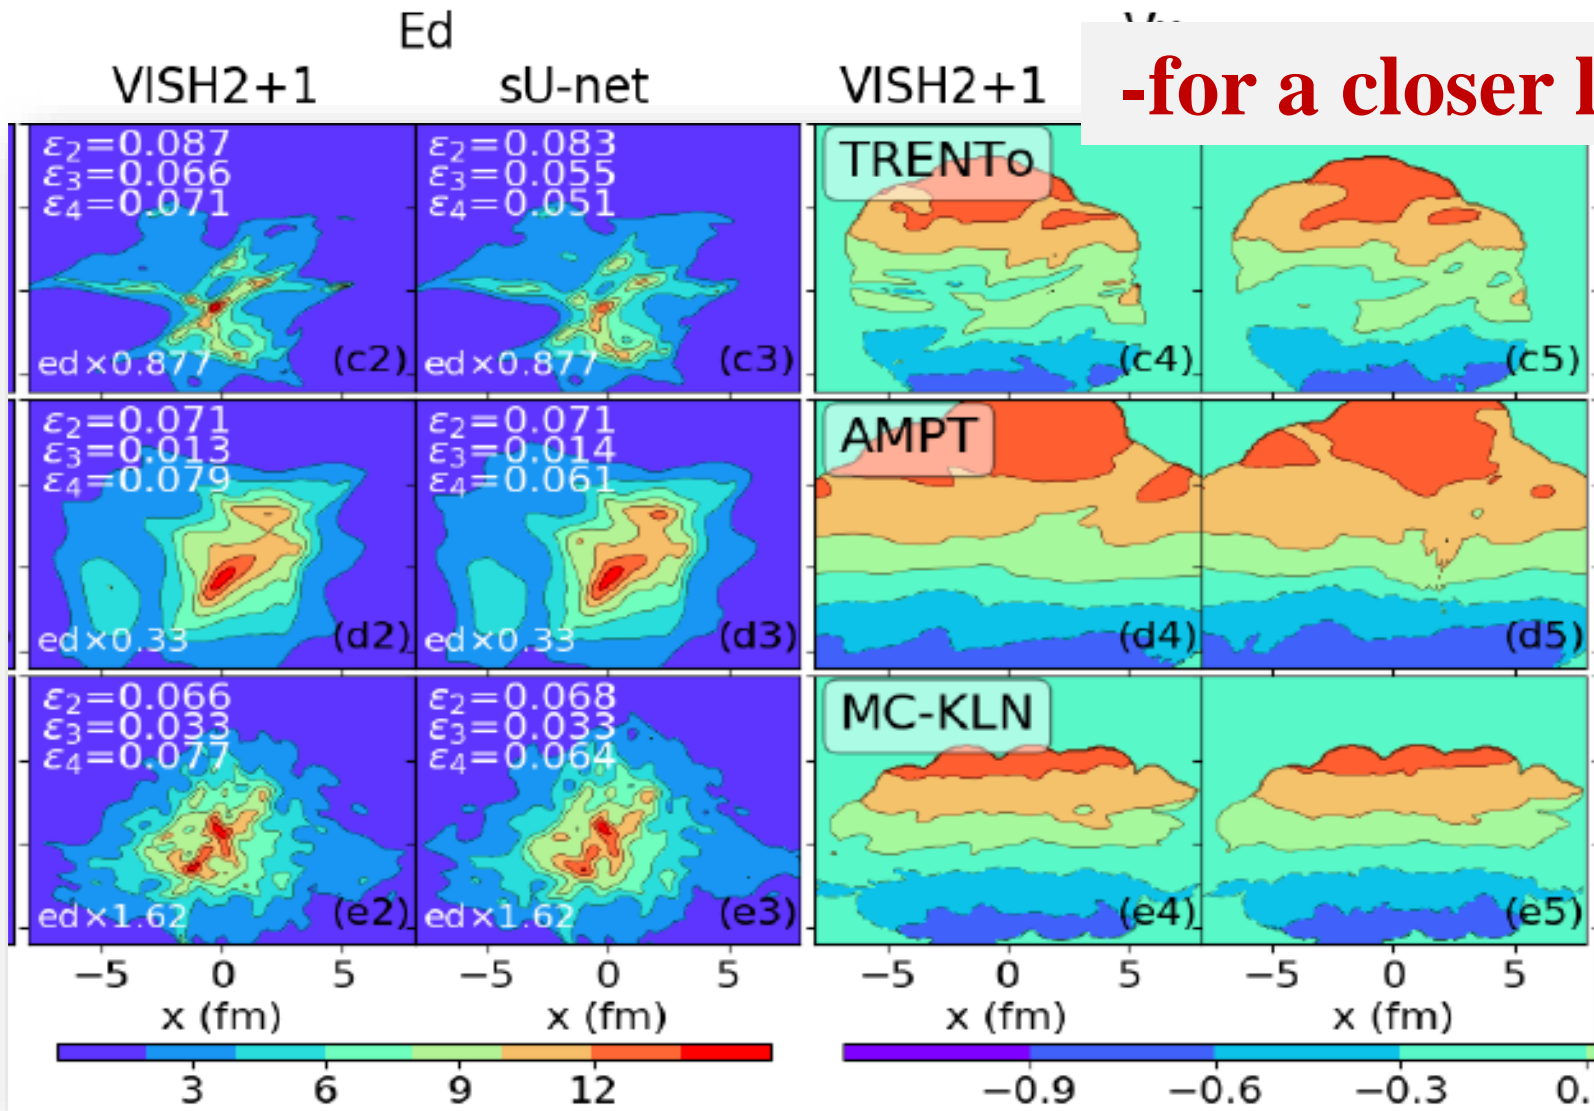 Ed
VISH2+1 sU-net VISH2+1
-for a closer
ε2=0.087
ε3=0.066
ε4=0.071
ed×0.877
(c2)
ε2=0.083
ε3=0.055
ε4=0.051
ed×0.877
(c3)
TRENTo
(c4)
(c5)
ε2=0.071
ε3=0.013
ε4=0.079
ed×0.33
(d2)
ε2=0.071
ε3=0.014
ε4=0.061
ed×0.33
(d3)
AMPT
(d4)
(d5)
ε2=0.066
ε3=0.033
ε4=0.077
ed×1.62
(e2)
ε2=0.068
ε3=0.033
ε4=0.064
ed×1.62
(e3)
MC-KLN
(e4)
(e5)
−5 0 5 −5 0 5 −5 0 5 −5 0 5
x (fm) x (fm) x (fm) x (fm)
3 6 9 12 −0.9 −0.6 −0.3 0.